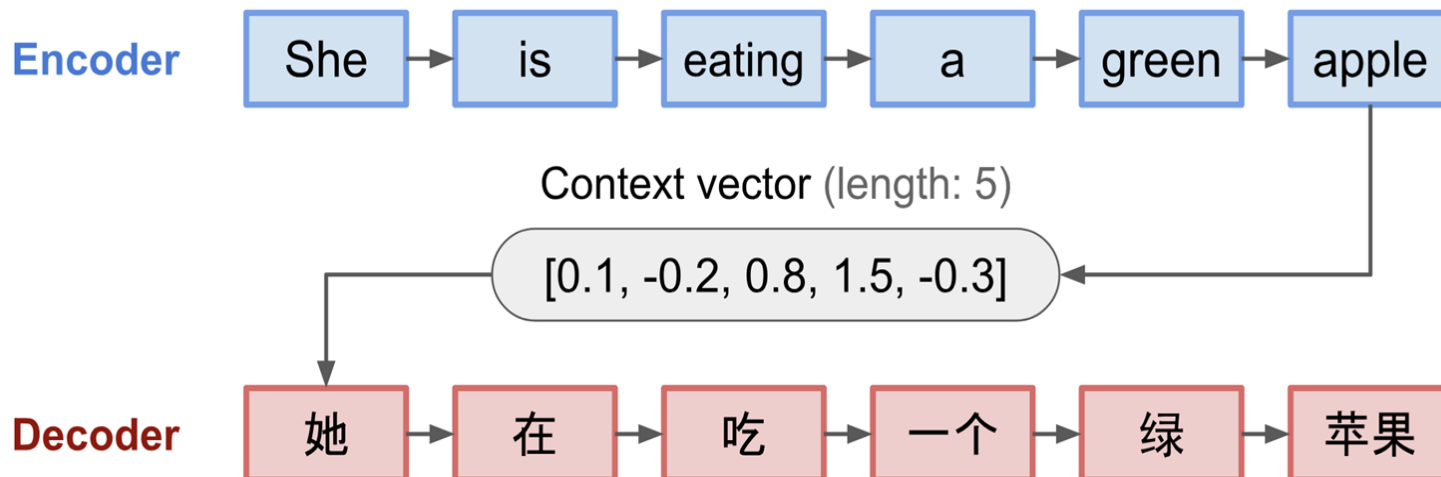 Encoder She is eating a green apple
Context vector (length: 5)
[0.1, -0.2, 0.8, 1.5, -0.3]
Decoder 她 在 吃 一个 绿 苹果